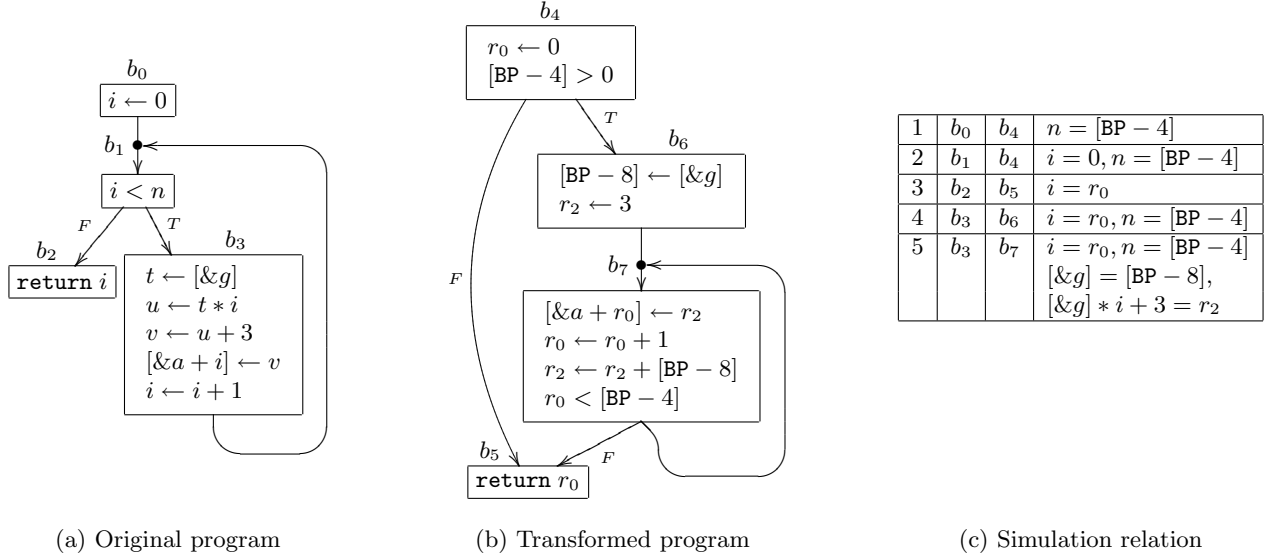 b₀
i ← 0
b₁
i < n
F
T
b₂
return i
b₃
t ← [&g]
u ← t ∗ i
v ← u + 3
[&a + i] ← v
i ← i + 1
(a) Original program
b₄
r₀ ← 0
[BP − 4] > 0
T
F
b₆
[BP − 8] ← [&g]
r₂ ← 3
b₇
[&a + r₀] ← r₂
r₀ ← r₀ + 1
r₂ ← r₂ + [BP − 8]
r₀ < [BP − 4]
F
b₅
return r₀
(b) Transformed program
1 b₀ b₄ n = [BP − 4]
2 b₁ b₄ i = 0, n = [BP − 4]
3 b₂ b₅ i = r₀
4 b₃ b₆ i = r₀, n = [BP − 4]
5 b₃ b₇ i = r₀, n = [BP − 4]
[&g] = [BP − 8],
[&g] ∗ i + 3 = r₂
(c) Simulation relation